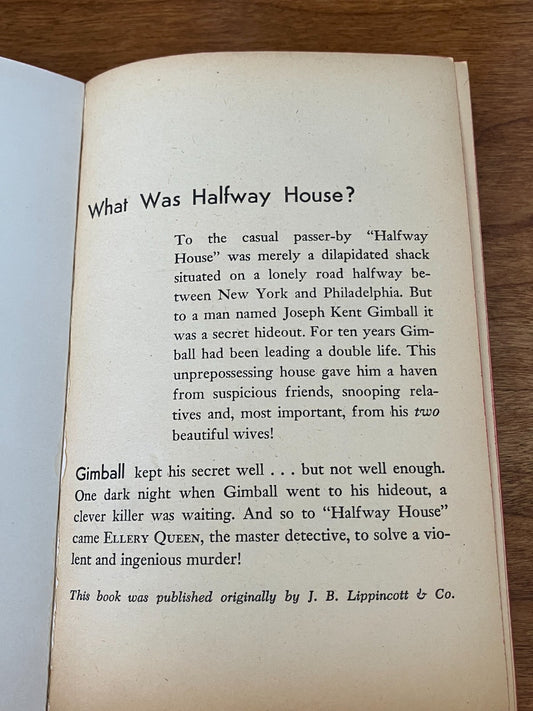 What Was Halfway House?
To the casual passer-by “Halfway
House” was merely a dilapidated shack
situated on a lonely road halfway be-
tween New York and Philadelphia. But
to a man named Joseph Kent Gimball it
was a secret hideout. For ten years Gim-
ball had been leading a double life. This
unprepossessing house gave him a haven
from suspicious friends, snooping rela-
tives and, most important, from his two
beautiful wives!
Gimball kept his secret well . . . but not well enough.
One dark night when Gimball went to his hideout, a
clever killer was waiting. And so to “Halfway House”
came ELLERY QUEEN, the master detective, to solve a vio-
lent and ingenious murder!
This book was published originally by J. B. Lippincott & Co.